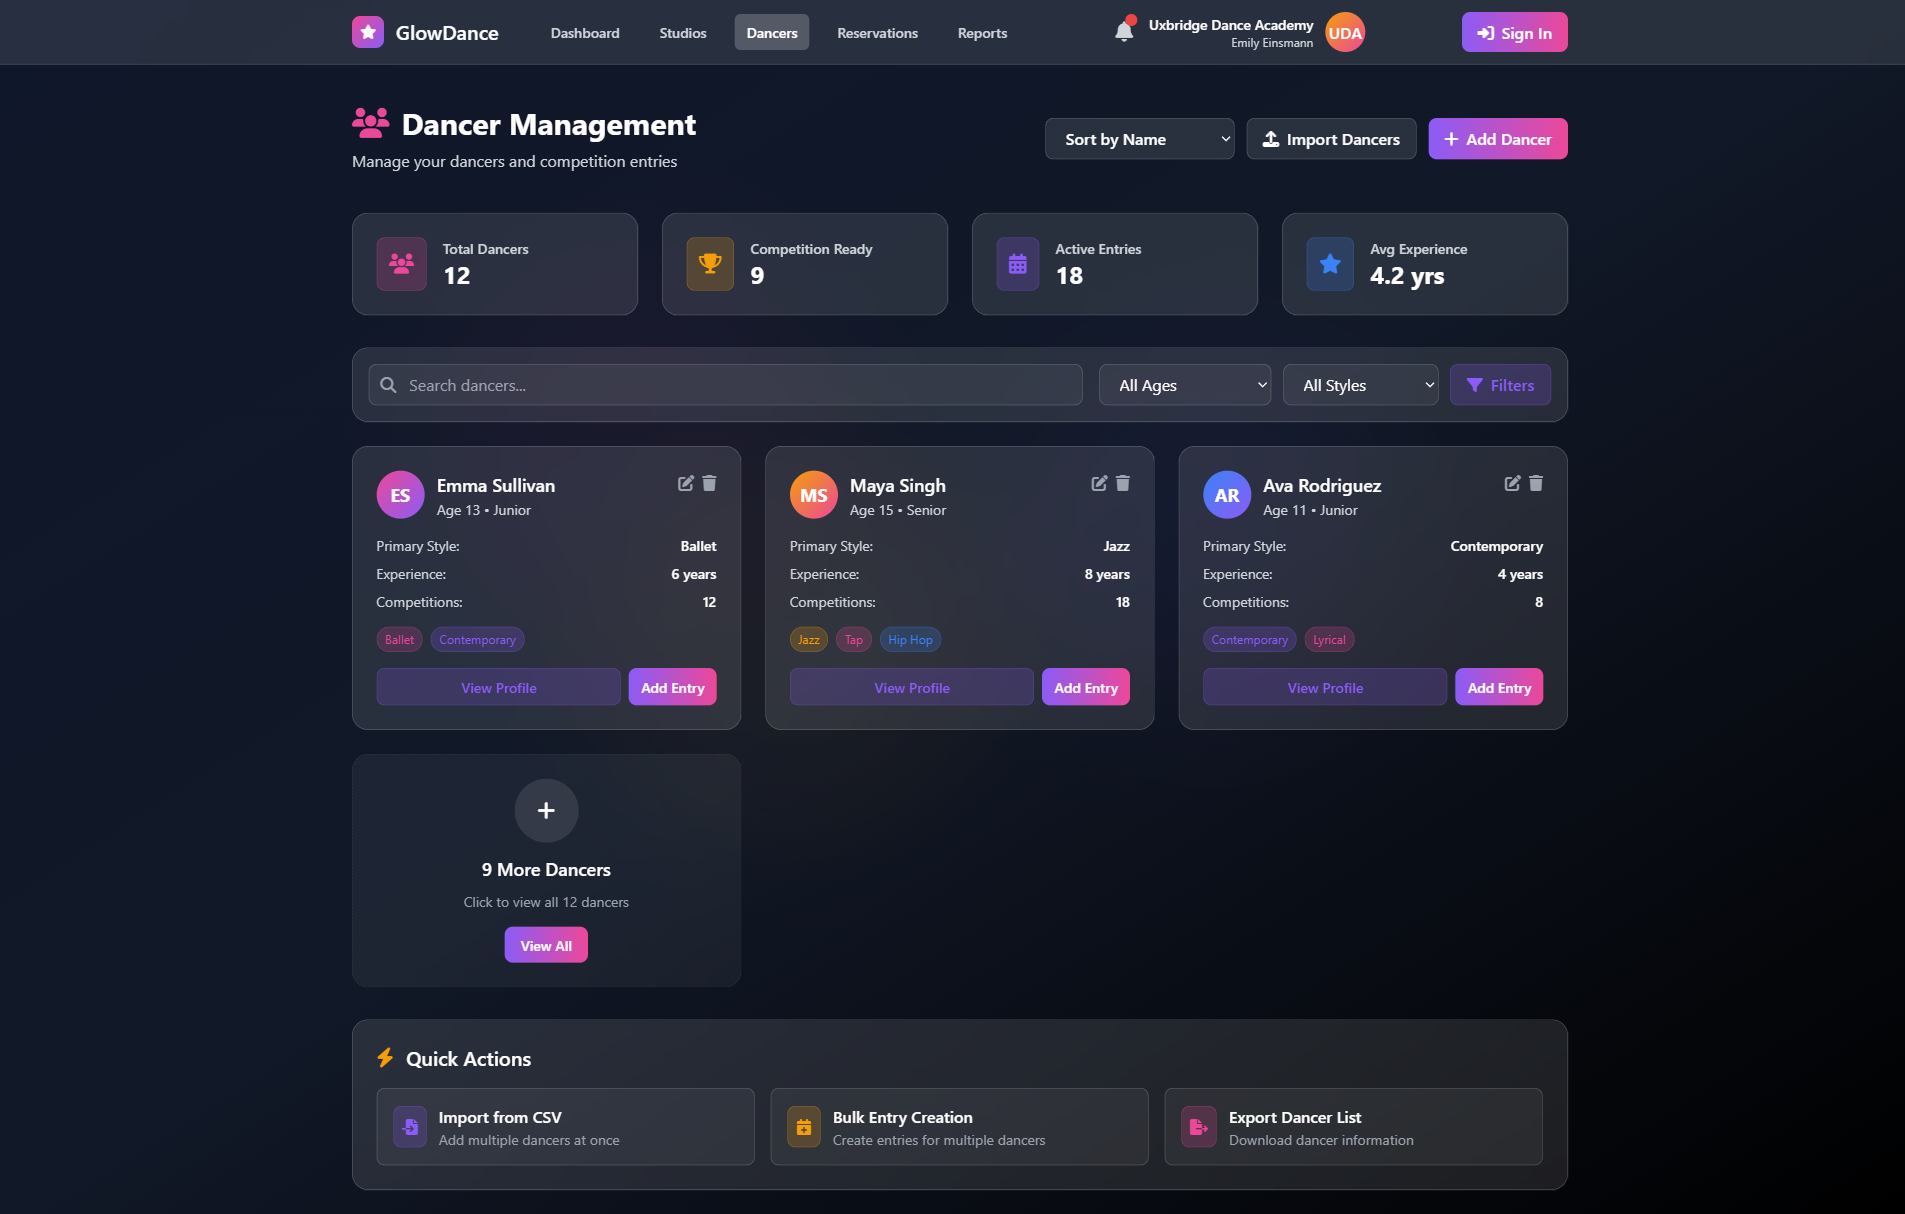 GlowDance
Dashboard
Studios
Dancers
Reservations
Reports
Uxbridge Dance Academy
Emily Einsmann
UDA
Sign In
Dancer Management
Manage your dancers and competition entries
Sort by Name
Import Dancers
Add Dancer
Total Dancers
12
Competition Ready
9
Active Entries
18
Avg Experience
4.2 yrs
Search dancers...
All Ages
All Styles
Filters
ES
Emma Sullivan
Age 13 • Junior
Primary Style: Ballet
Experience: 6 years
Competitions: 12
Ballet Contemporary
View Profile Add Entry
MS
Maya Singh
Age 15 • Senior
Primary Style: Jazz
Experience: 8 years
Competitions: 18
Jazz Tap Hip Hop
View Profile Add Entry
AR
Ava Rodriguez
Age 11 • Junior
Primary Style: Contemporary
Experience: 4 years
Competitions: 8
Contemporary Lyrical
View Profile Add Entry
9 More Dancers
Click to view all 12 dancers
View All
Quick Actions
Import from CSV
Add multiple dancers at once
Bulk Entry Creation
Create entries for multiple dancers
Export Dancer List
Download dancer information